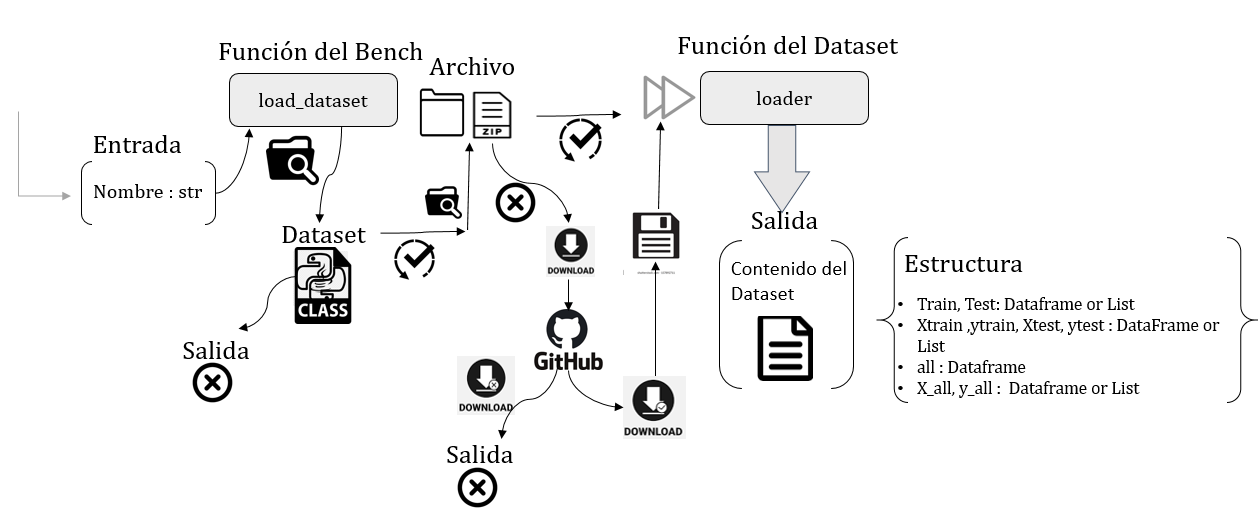 Función del Bench
load_dataset
Entrada
Nombre : str
Archivo
ZIP
Función del Dataset
loader
Dataset
CLASS
Salida
DOWNLOAD
GitHub
DOWNLOAD
Salida
DOWNLOAD
Salida
Contenido del
Dataset
Estructura
• Train, Test: Dataframe or List
• Xtrain ,ytrain, Xtest, ytest : DataFrame or
List
• all : Dataframe
• X_all, y_all : Dataframe or List